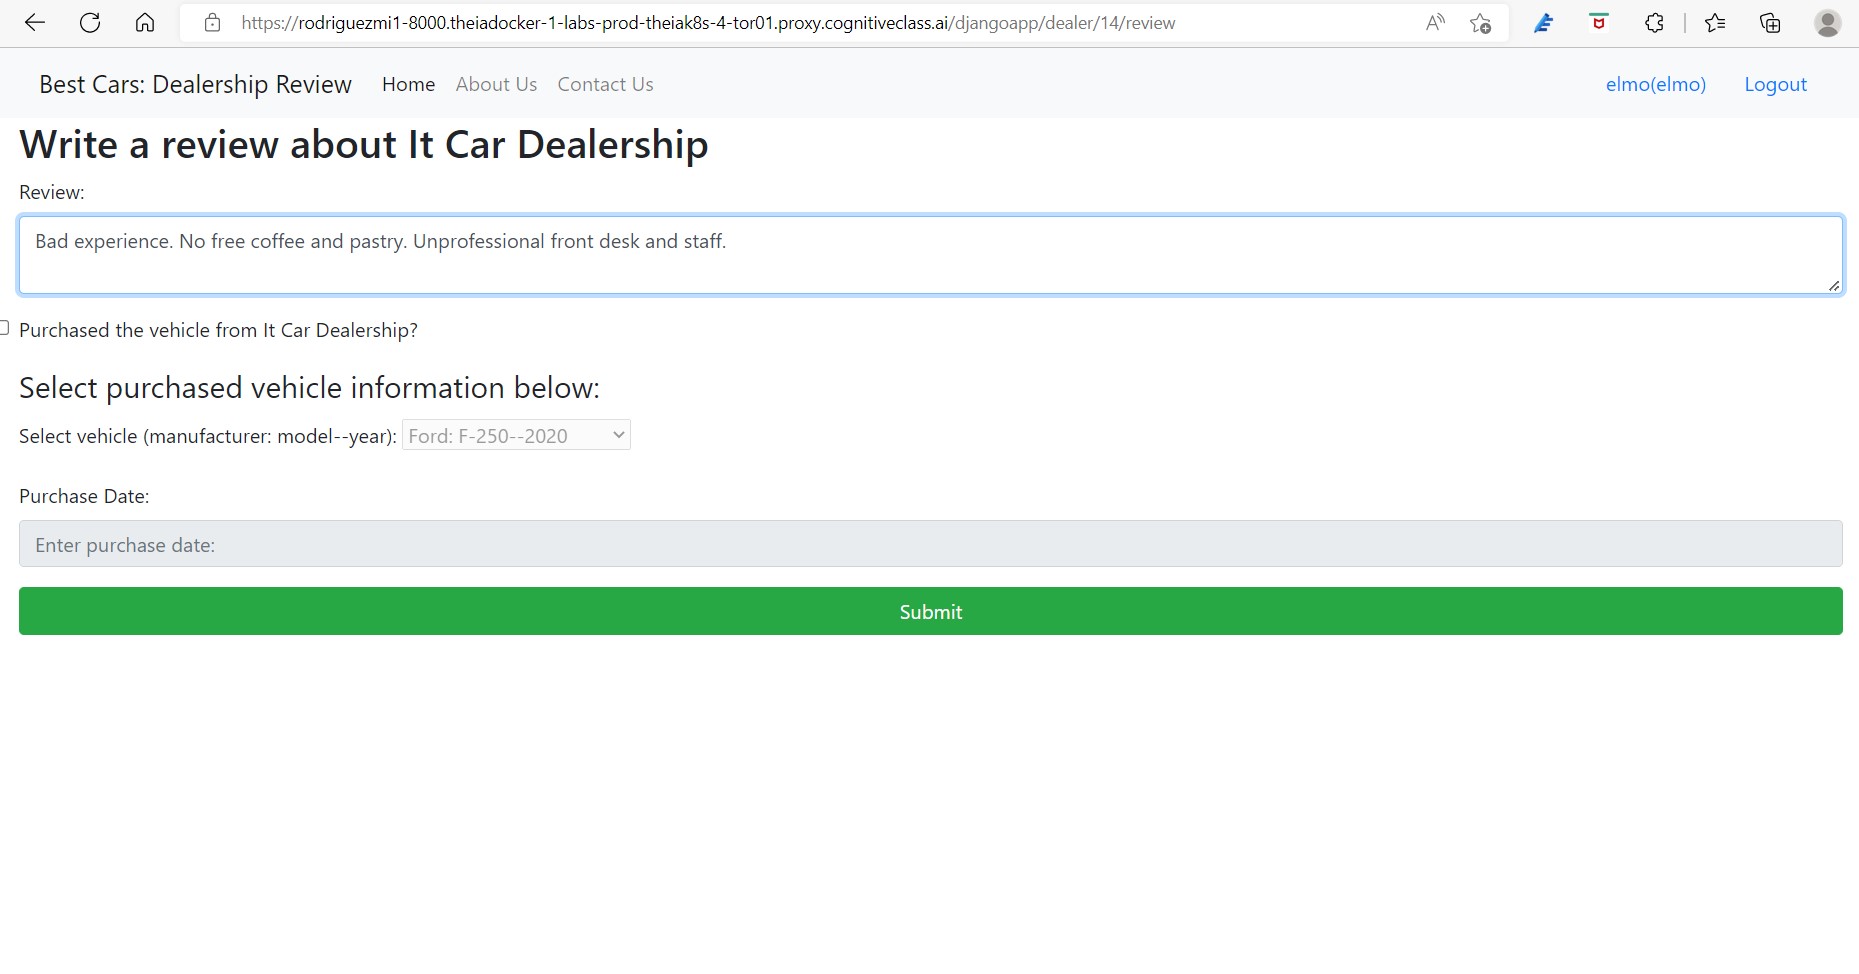 https://rodriguezmi1-8000.theiadocker-1-labs-prod-theiak8s-4-tor01.proxy.cognitiveclass.ai/djangoapp/dealer/14/review
Best Cars: Dealership Review Home About Us Contact Us elmo(elmo) Logout
Write a review about It Car Dealership
Review:
Bad experience. No free coffee and pastry. Unprofessional front desk and staff.
Purchased the vehicle from It Car Dealership?
Select purchased vehicle information below:
Select vehicle (manufacturer: model--year): Ford: F-250--2020
Purchase Date:
Enter purchase date:
Submit